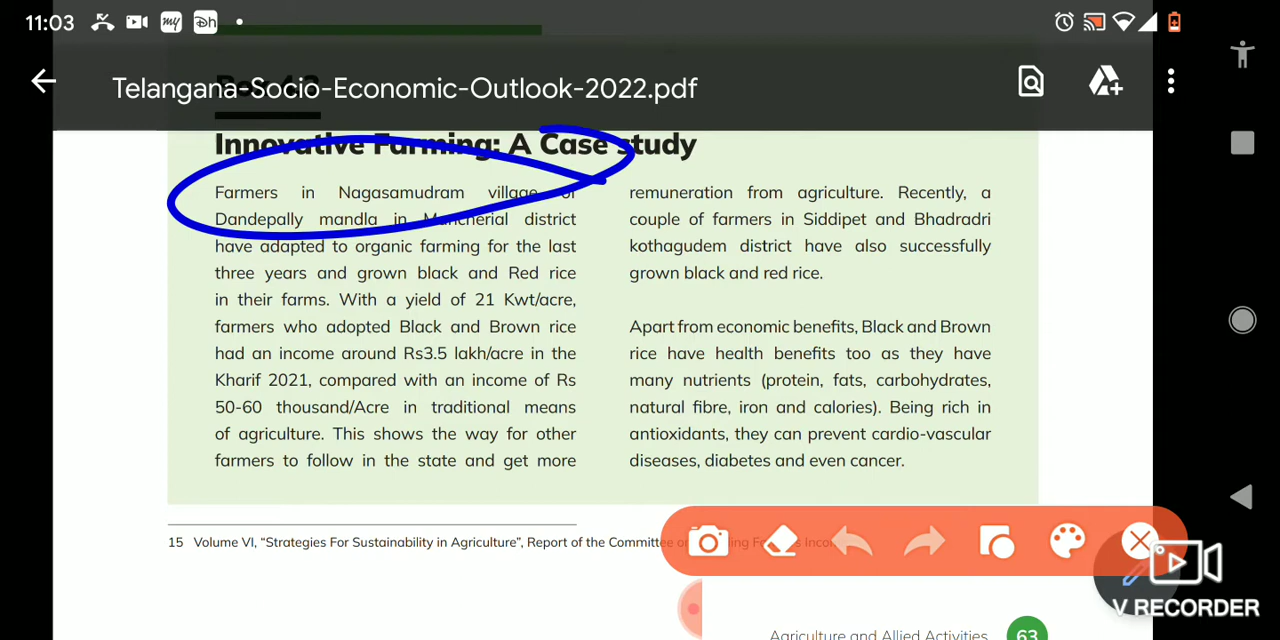 11:03
my
Dh
Telangana-Socio-Economic-Outlook-2022.pdf
Innovative Farming: A Case study
Farmers in Nagasamudram village of
Dandepally mandla in Mancherial district
have adapted to organic farming for the last
three years and grown black and Red rice
in their farms. With a yield of 21 Kwt/acre,
farmers who adopted Black and Brown rice
had an income around Rs3.5 lakh/acre in the
Kharif 2021, compared with an income of Rs
50-60 thousand/Acre in traditional means
of agriculture. This shows the way for other
farmers to follow in the state and get more
remuneration from agriculture. Recently, a
couple of farmers in Siddipet and Bhadradri
kothagudem district have also successfully
grown black and red rice.
Apart from economic benefits, Black and Brown
rice have health benefits too as they have
many nutrients (protein, fats, carbohydrates,
natural fibre, iron and calories). Being rich in
antioxidants, they can prevent cardio-vascular
diseases, diabetes and even cancer.
15 Volume VI, “Strategies For Sustainability in Agriculture”, Report of the Committee
V RECORDER
Agriculture and Allied Activities 63